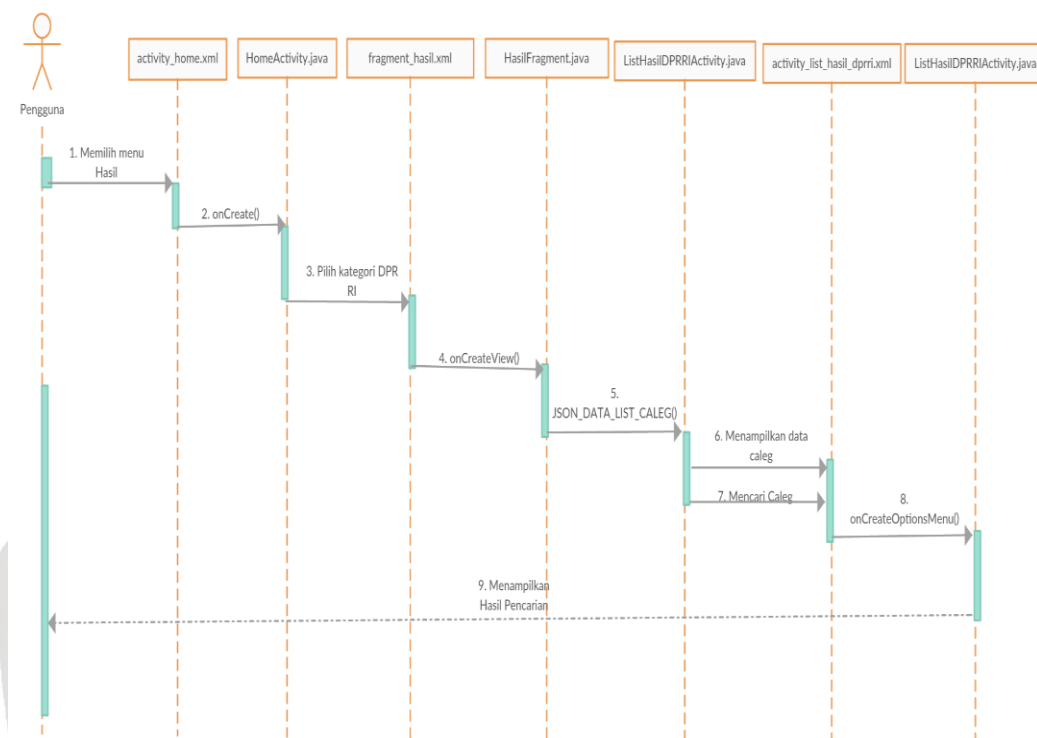 activity_home.xml
HomeActivity.java
fragment_hasil.xml
HasilFragment.java
ListHasilDPRRIActivity.java
activity_list_hasil_dprri.xml
ListHasilDPRRIActivity.java
Pengguna
1. Memilih menu
Hasil
2. onCreate()
3. Pilih kategori DPR
RI
4. onCreateView()
5.
JSON_DATA_LIST_CALEG()
6. Menampilkan data
caleg
7. Mencari Caleg
8.
onCreateOptionsMenu()
9. Menampilkan
Hasil Pencarian